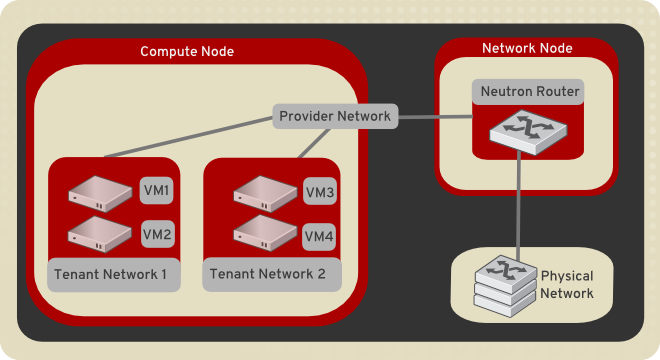 Compute Node
Network Node
Neutron Router
Provider Network
VM1
VM2
VM3
VM4
Tenant Network 1
Tenant Network 2
Physical
Network